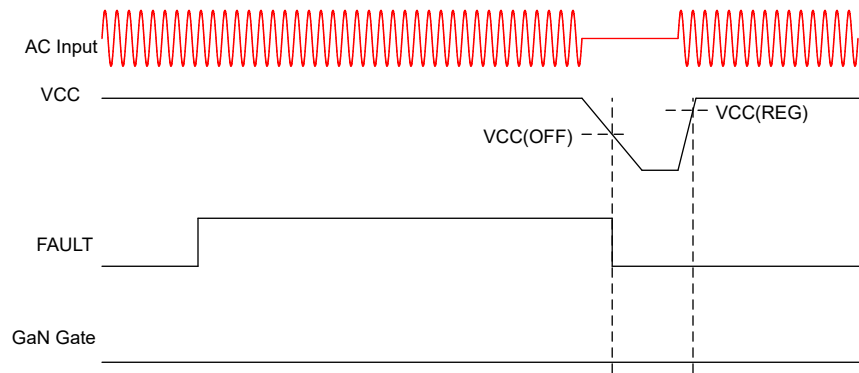 AC Input
VCC
VCC(REG)
VCC(OFF)
FAULT
GaN Gate